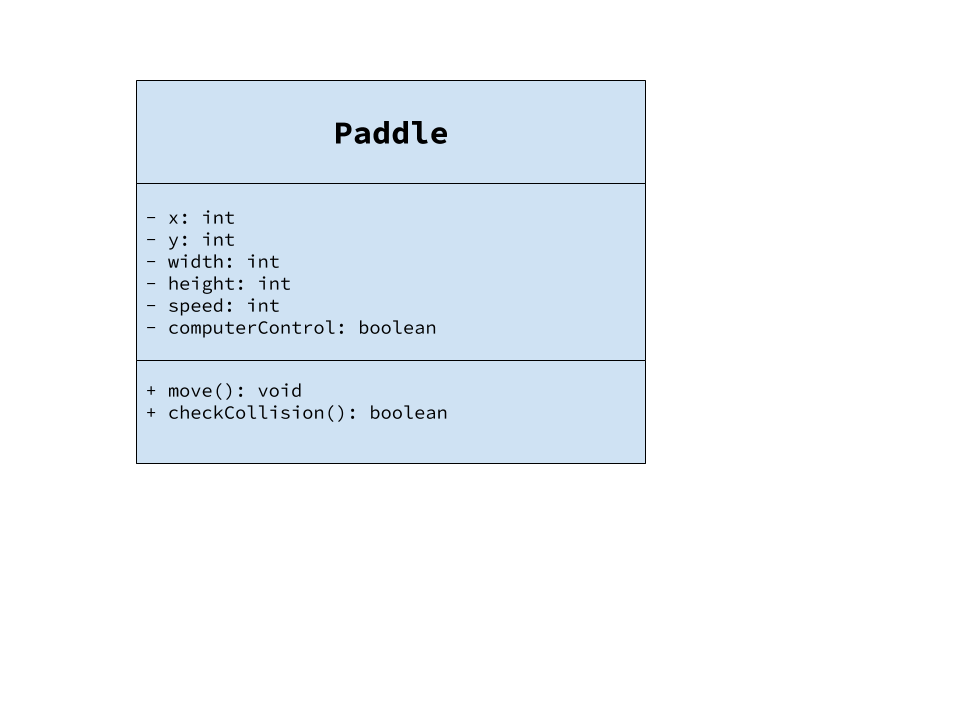 Paddle
- x: int
- y: int
- width: int
- height: int
- speed: int
- computerControl: boolean
+ move(): void
+ checkCollision(): boolean